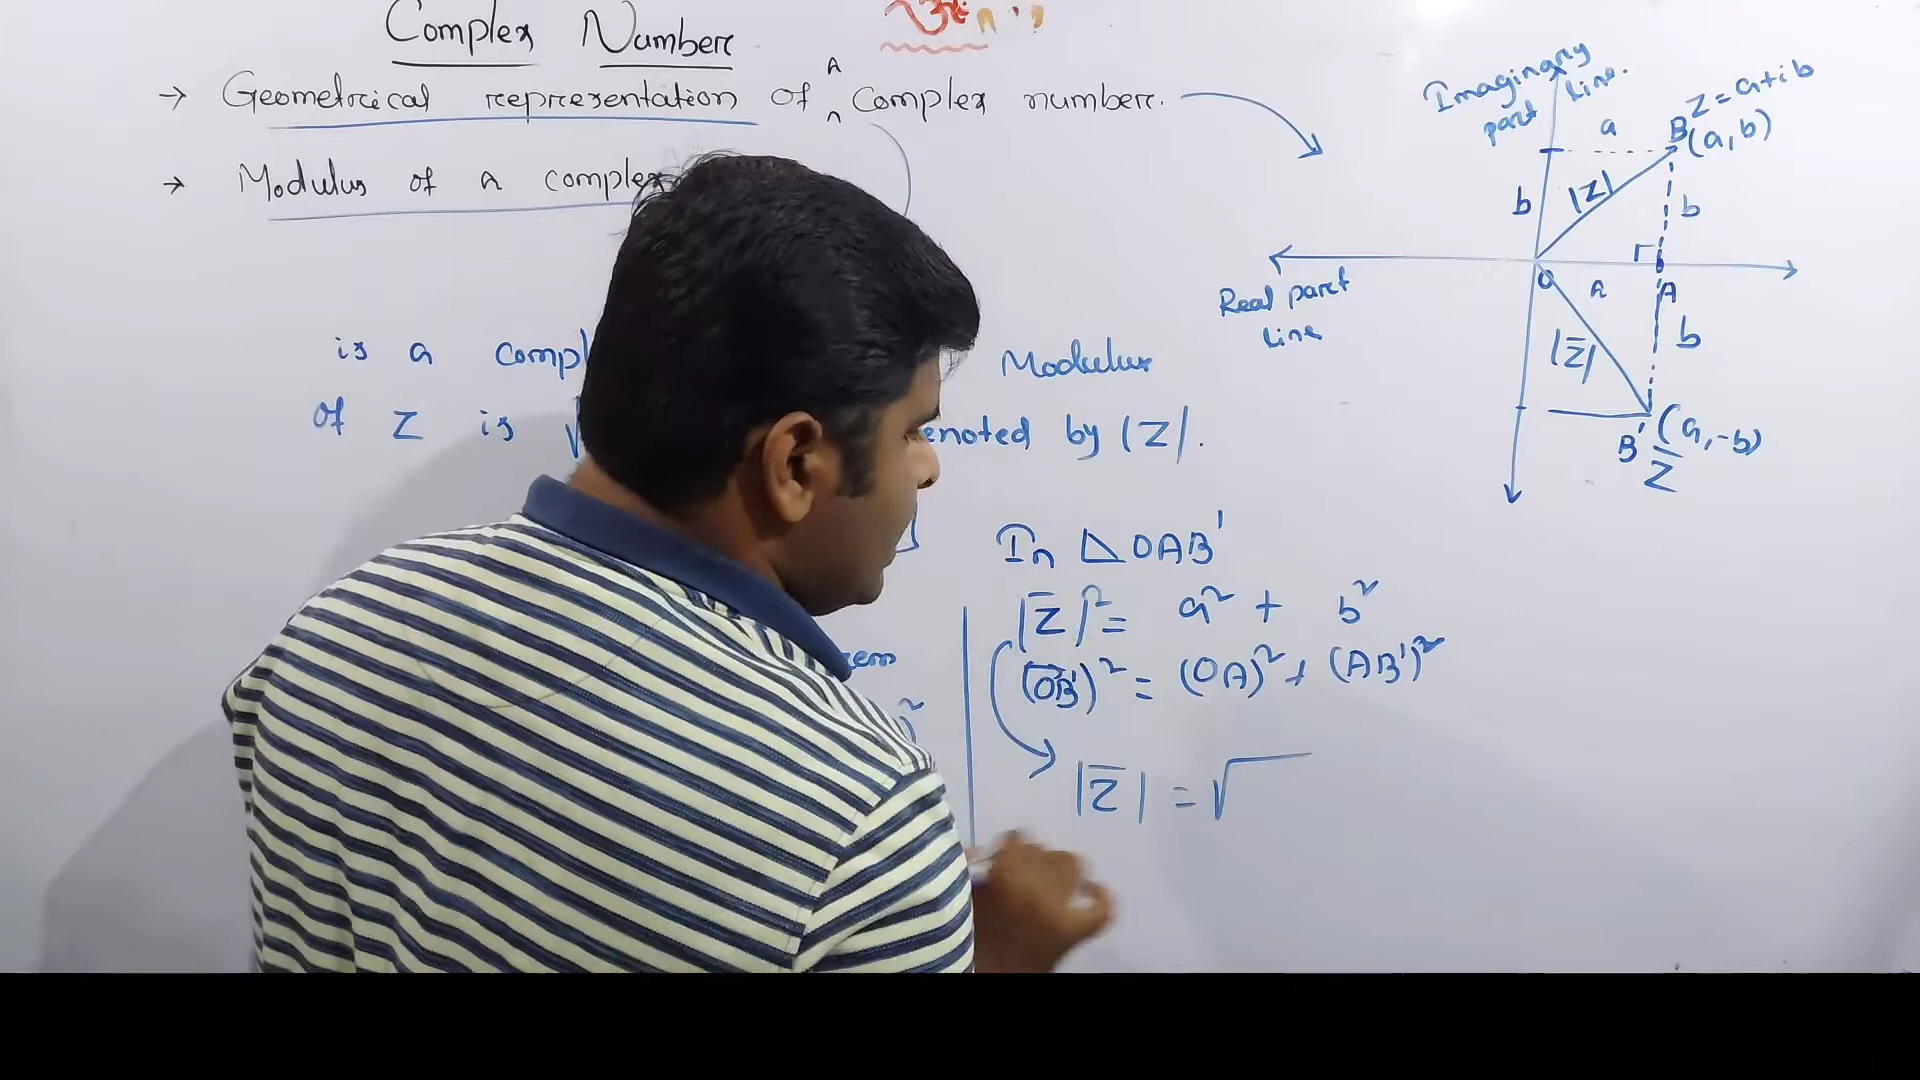 Complex Number
→ Geometrical representation of A Complex number.
→ Modulus of a complex
is a compl Modulus
of Z is √ enoted by |Z|.
rem
In △OAB'
|Z̅|² = a² + b²
(OB')² = (OA)² + (AB')²
|Z̅| = √
Imaginary part line.
Z = a+ib
B (a, b)
a
b
|Z|
b
Real part line
O
a
A
|Z̅|
b
B' (a, -b)
Z̅